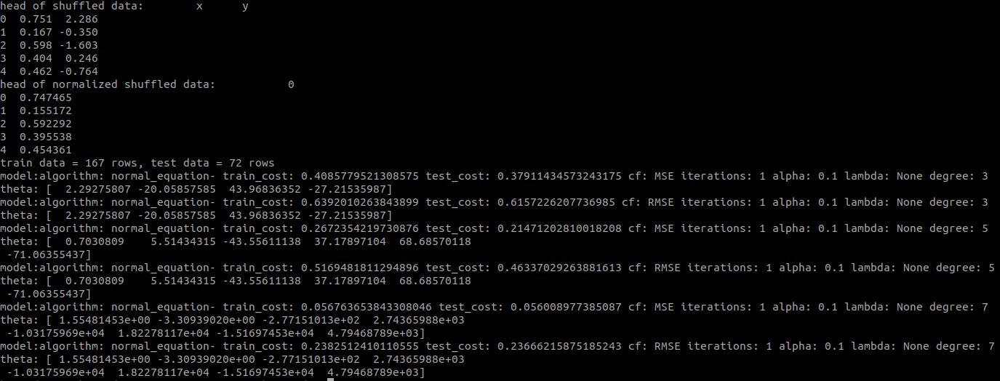 head of shuffled data:        x      y
0  0.751  2.286
1  0.167 -0.350
2  0.598 -1.603
3  0.404  0.246
4  0.462 -0.764
head of normalized shuffled data:           0
0  0.747465
1  0.155172
2  0.592292
3  0.395538
4  0.454361
train data = 167 rows, test data = 72 rows
model:algorithm: normal_equation- train_cost: 0.4085779521308575 test_cost: 0.37911434573243175 cf: MSE iterations: 1 alpha: 0.1 lambda: None degree: 3
theta: [  2.29275807 -20.05857585  43.96836352 -27.21535987]
model:algorithm: normal_equation- train_cost: 0.6392010263843899 test_cost: 0.6157226207736985 cf: RMSE iterations: 1 alpha: 0.1 lambda: None degree: 3
theta: [  2.29275807 -20.05857585  43.96836352 -27.21535987]
model:algorithm: normal_equation- train_cost: 0.2672354219730876 test_cost: 0.21471202810018208 cf: MSE iterations: 1 alpha: 0.1 lambda: None degree: 5
theta: [  0.7030809    5.51434315 -43.55611138  37.17897104  68.68570118
 -71.06355437]
model:algorithm: normal_equation- train_cost: 0.5169481811294896 test_cost: 0.46337029263881613 cf: RMSE iterations: 1 alpha: 0.1 lambda: None degree: 5
theta: [  0.7030809    5.51434315 -43.55611138  37.17897104  68.68570118
 -71.06355437]
model:algorithm: normal_equation- train_cost: 0.0567636538433080​46 test_cost: 0.056008977385087 cf: MSE iterations: 1 alpha: 0.1 lambda: None degree: 7
theta: [ 1.55481453e+00 -3.30939020e+00 -2.77151013e+02  2.74365988e+03
 -1.03175969e+04  1.82278117e+04 -1.51697453e+04  4.79468789e+03]
model:algorithm: normal_equation- train_cost: 0.2382512410110555 test_cost: 0.23666215875185243 cf: RMSE iterations: 1 alpha: 0.1 lambda: None degree: 7
theta: [ 1.55481453e+00 -3.30939020e+00 -2.77151013e+02  2.74365988e+03
 -1.03175969e+04  1.82278117e+04 -1.51697453e+04  4.79468789e+03]